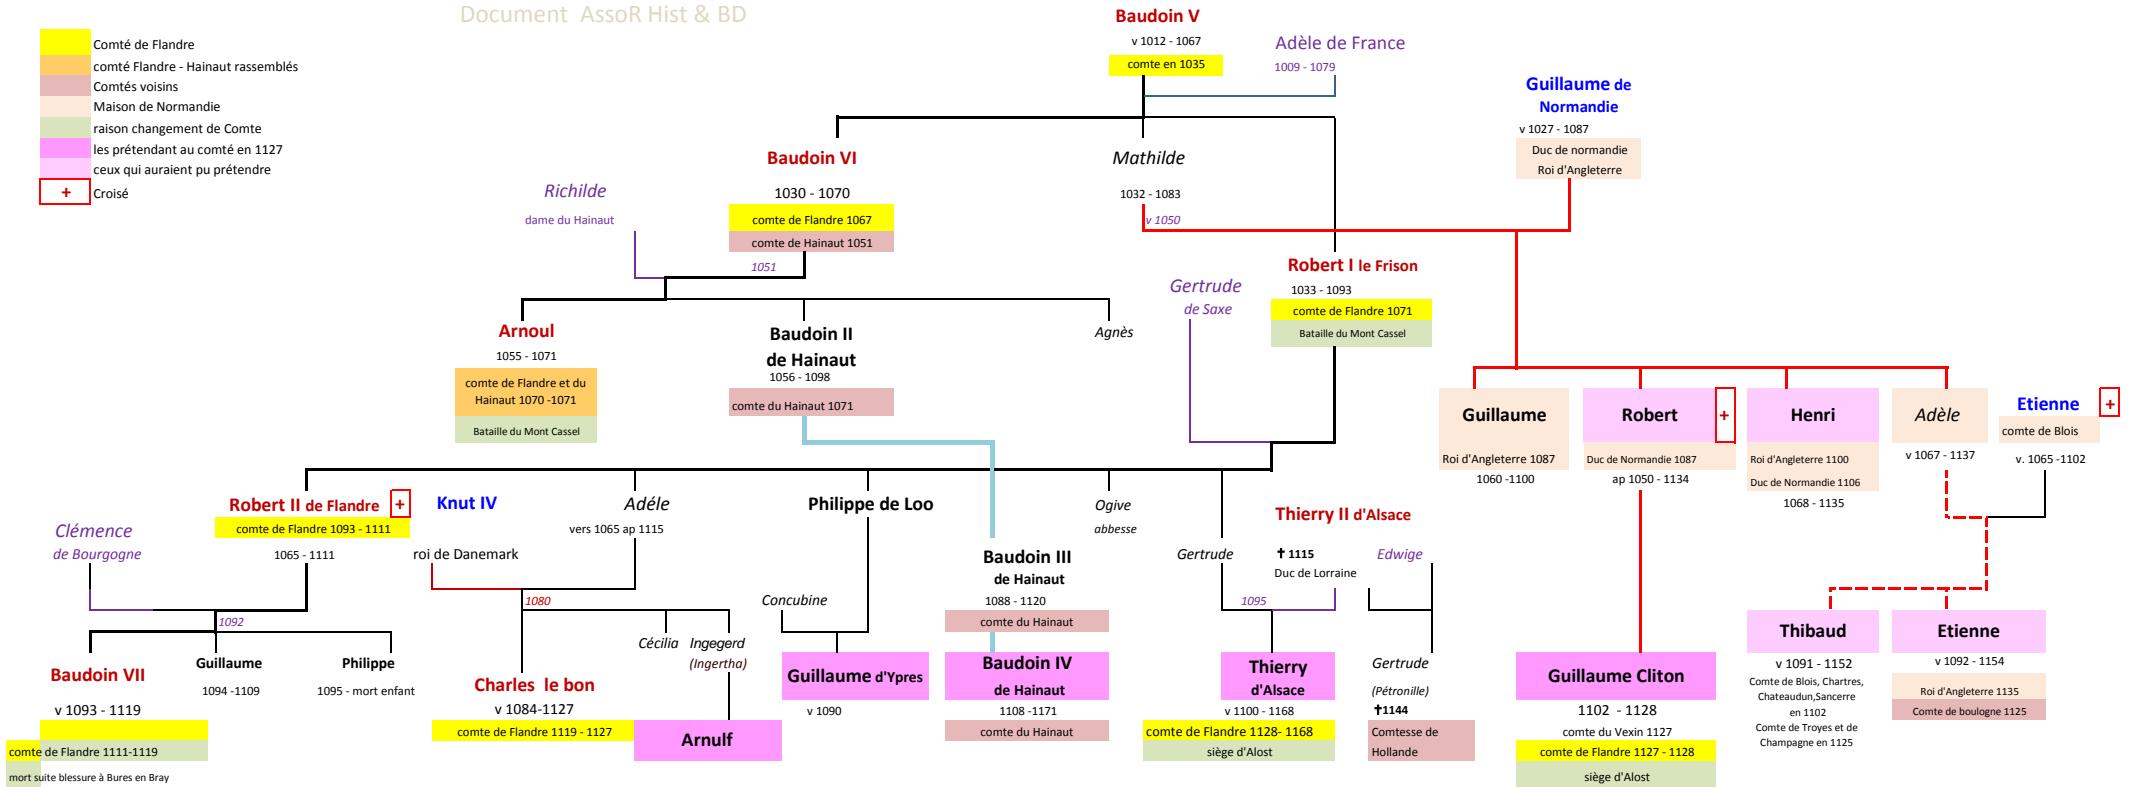 Document AssoR Hist & BD
Comté de Flandre
comté Flandre - Hainaut rassemblés
Comtés voisins
Maison de Normandie
raison changement de Comte
les prétendant au comté en 1127
ceux qui auraient pu prétendre
+ Croisé
Baudoin V
v 1012 - 1067
comte en 1035
Adèle de France
1009 - 1079
Guillaume de
Normandie
v 1027 - 1087
Duc de normandie
Roi d'Angleterre
Richilde
dame du Hainaut
Baudoin VI
1030 - 1070
comte de Flandre 1067
comte de Hainaut 1051
1051
Mathilde
1032 - 1083
v 1050
Gertrude
de Saxe
Robert I le Frison
1033 - 1093
comte de Flandre 1071
Bataille du Mont Cassel
Arnoul
1055 - 1071
comte de Flandre et du
Hainaut 1070 -1071
Bataille du Mont Cassel
Baudoin II
de Hainaut
1056 - 1098
comte du Hainaut 1071
Agnès
Guillaume
Roi d'Angleterre 1087
1060 -1100
Robert
+
Duc de Normandie 1087
ap 1050 - 1134
Henri
Roi d'Angleterre 1100
Duc de Normandie 1106
1068 - 1135
Adèle
v 1067 - 1137
Etienne
+
comte de Blois
v. 1065 -1102
Clémence
de Bourgogne
Robert II de Flandre
+
comte de Flandre 1093 - 1111
1065 - 1111
1092
Knut IV
roi de Danemark
Adéle
vers 1065 ap 1115
1080
Philippe de Loo
Concubine
Ogive
abbesse
Baudoin III
de Hainaut
1088 - 1120
comte du Hainaut
Gertrude
Thierry II d'Alsace
✝1115
Duc de Lorraine
Edwige
1095
Baudoin VII
v 1093 - 1119
comte de Flandre 1111-1119
mort suite blessure à Bures en Bray
Guillaume
1094 -1109
Philippe
1095 - mort enfant
Charles le bon
v 1084-1127
comte de Flandre 1119 - 1127
Cécilia
Ingegerd
(Ingertha)
Arnulf
Guillaume d'Ypres
v 1090
Baudoin IV
de Hainaut
1108 -1171
comte du Hainaut
Thierry
d'Alsace
v 1100 - 1168
comte de Flandre 1128- 1168
siège d'Alost
Gertrude
(Pétronille)
✝1144
Comtesse de
Hollande
Guillaume Cliton
1102 - 1128
comte du Vexin 1127
comte de Flandre 1127 - 1128
siège d'Alost
Thibaud
v 1091 - 1152
Comte de Blois, Chartres,
Chateaudun,Sancerre
en 1102
Comte de Troyes et de
Champagne en 1125
Etienne
v 1092 - 1154
Roi d'Angleterre 1135
Comte de boulogne 1125